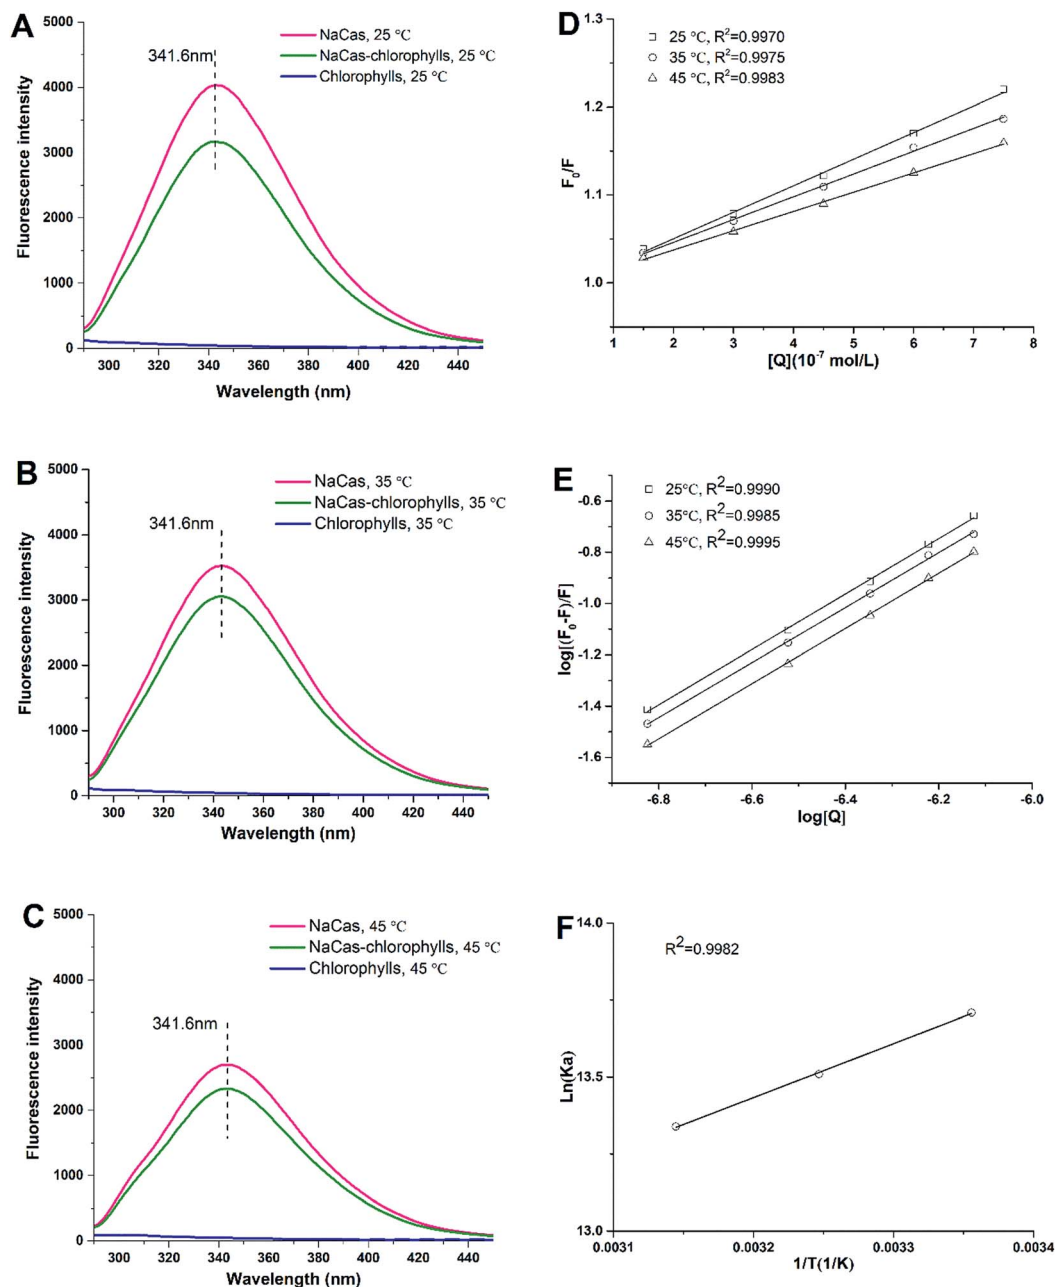 A
5000
4000
3000
2000
1000
0
Fluorescence intensity
341.6nm
NaCas, 25 ℃
NaCas-chlorophylls, 25 ℃
Chlorophylls, 25 ℃
300 320 340 360 380 400 420 440
Wavelength (nm)
D
1.3
1.2
1.1
1.0
F0/F
25 ℃, R2=0.9970
35 ℃, R2=0.9975
45 ℃, R2=0.9983
1 2 3 4 5 6 7 8
[Q](10-7 mol/L)
B
5000
4000
3000
2000
1000
0
Fluorescence intensity
341.6nm
NaCas, 35 ℃
NaCas-chlorophylls, 35 ℃
Chlorophylls, 35 ℃
300 320 340 360 380 400 420 440
Wavelength (nm)
E
-0.6
-0.8
-1.0
-1.2
-1.4
-1.6
log[(F0-F)/F]
25℃, R2=0.9990
35℃, R2=0.9985
45℃, R2=0.9995
-6.8 -6.6 -6.4 -6.2 -6.0
log[Q]
C
5000
4000
3000
2000
1000
0
Fluorescence intensity
341.6nm
NaCas, 45 ℃
NaCas-chlorophylls, 45 ℃
Chlorophylls, 45 ℃
300 320 340 360 380 400 420 440
Wavelength (nm)
F
14.0
13.5
13.0
Ln(Ka)
R2=0.9982
0.0031 0.0032 0.0033 0.0034
1/T(1/K)